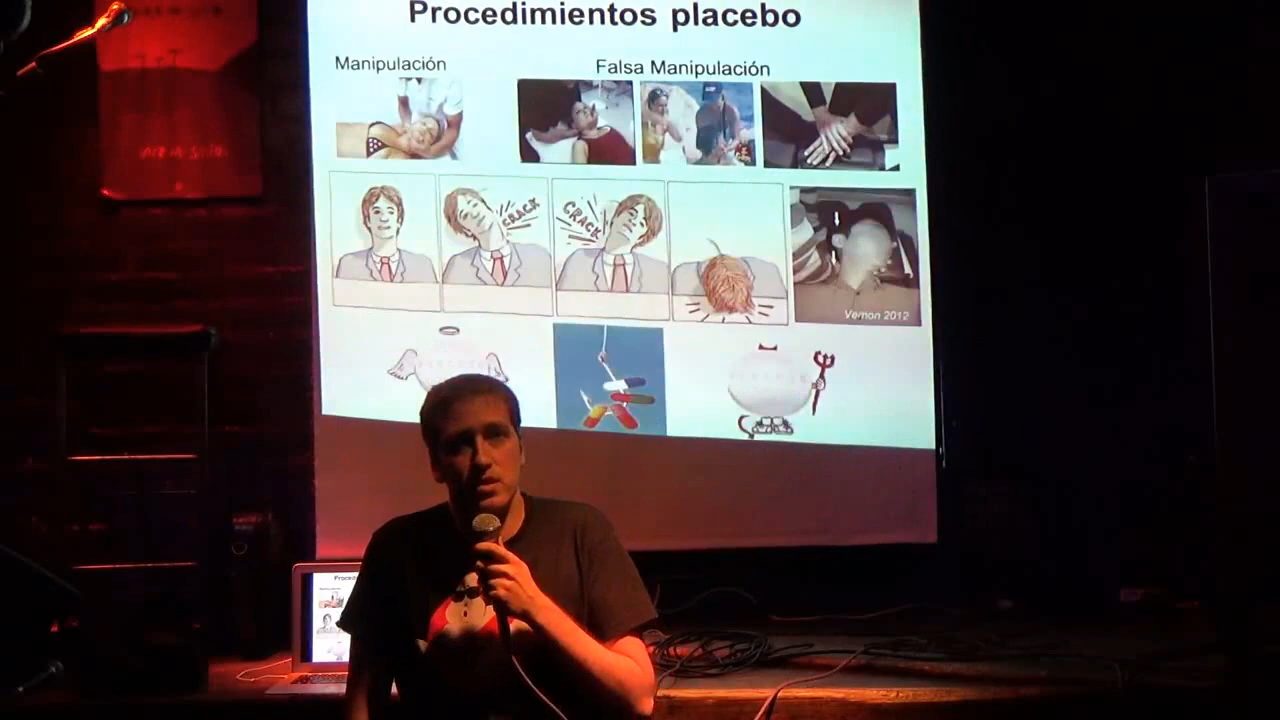 Procedimientos placebo
Manipulación
Falsa Manipulación
CRACK
CRACK
Vernon 2012